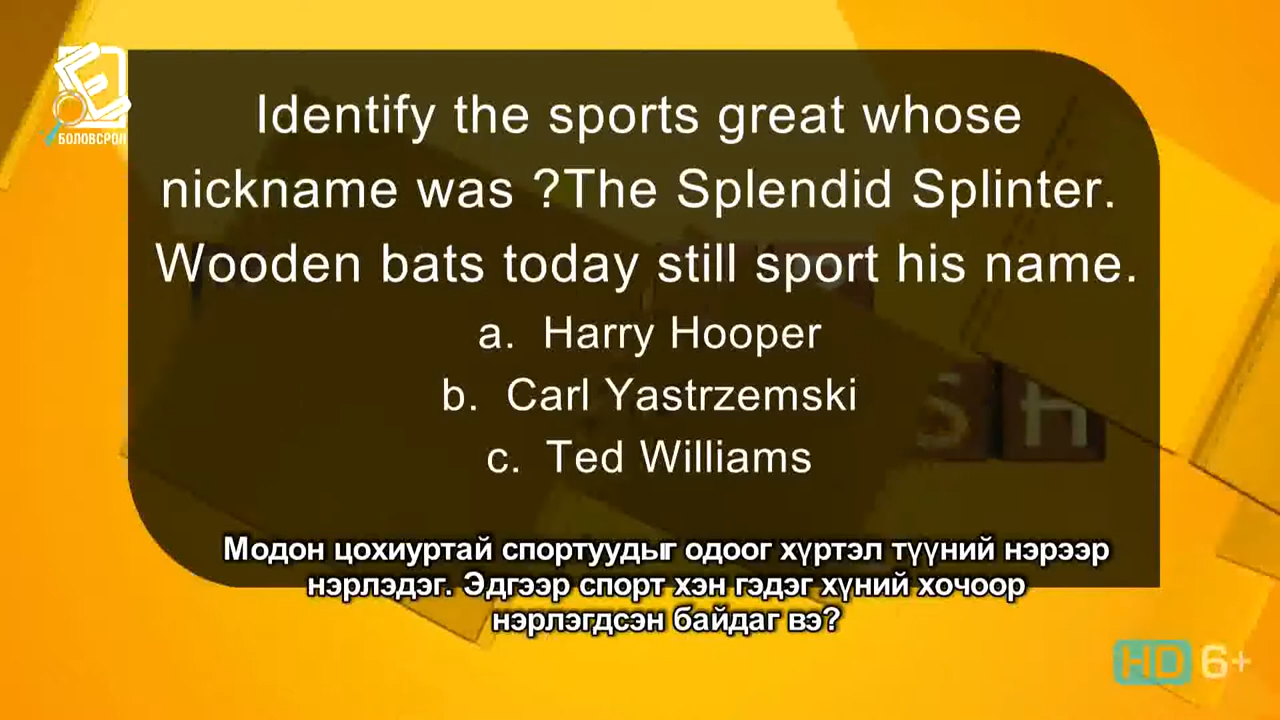 БОЛОВСРОЛ
Identify the sports great whose
nickname was ?The Splendid Splinter.
Wooden bats today still sport his name.
a. Harry Hooper
b. Carl Yastrzemski
c. Ted Williams
S H
Модон цохиуртай спортуудыг одоог хүртэл түүний нэрээр
нэрлэдэг. Эдгээр спорт хэн гэдэг хүний хочоор
нэрлэгдсэн байдаг вэ?
HD 6+